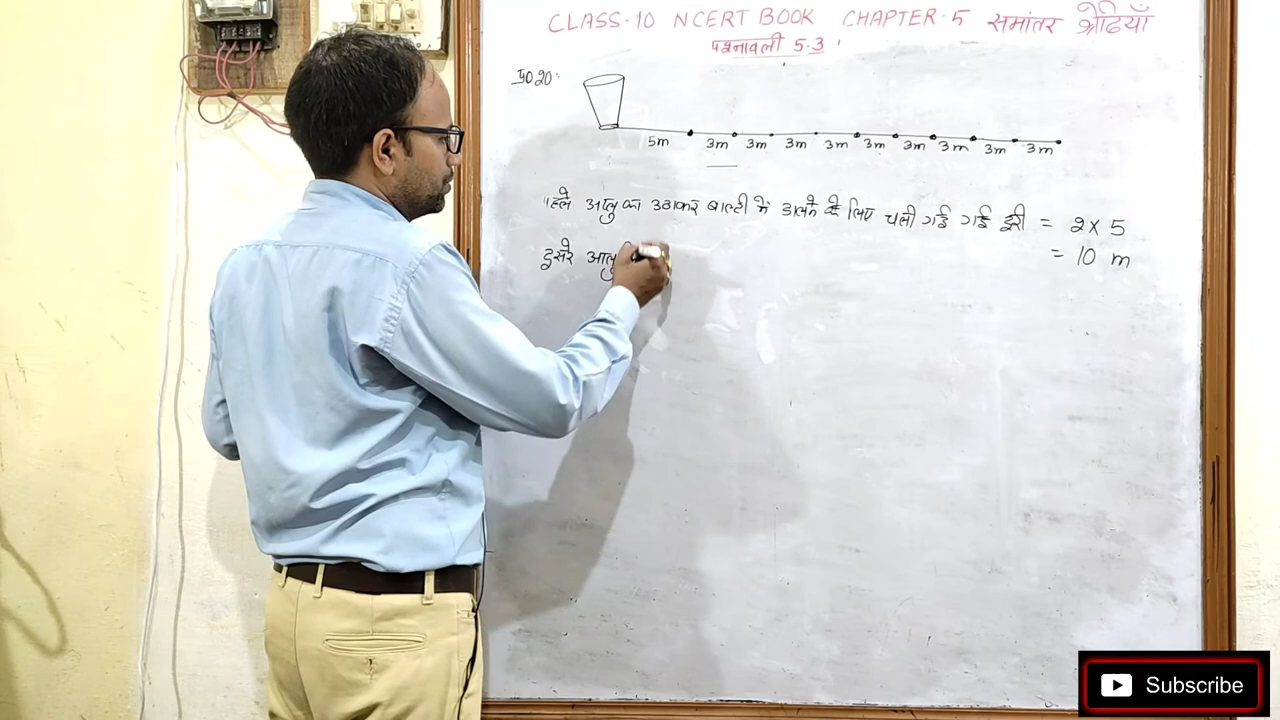 CLASS-10 NCERT BOOK CHAPTER-5 समांतर श्रेढियाँ
प्रश्नावली 5.3
प्र0 20:
5m 3m 3m 3m 3m 3m 3m 3m 3m 3m
पहले आलु को उठाकर बाल्टी में डालने के लिए चली गई गई दूरी = 2 × 5
= 10 m
दूसरे आलु
Subscribe